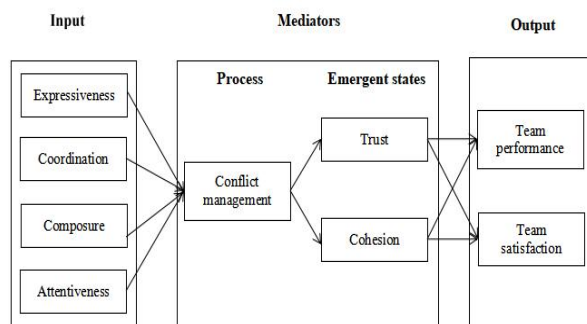 Input
Mediators
Output
Process
Emergent states
Expressiveness
Coordination
Composure
Attentiveness
Conflict
management
Trust
Cohesion
Team
performance
Team
satisfaction